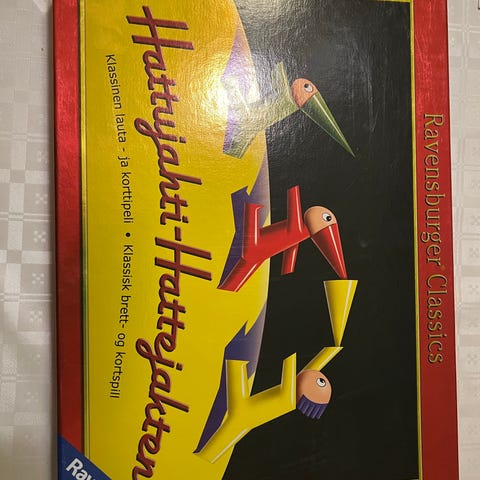 Ravensburger Classics
Hattujahti-Hattejakten
Klassinen lauta - ja korttipeli • Klassisk brett- og kortspill